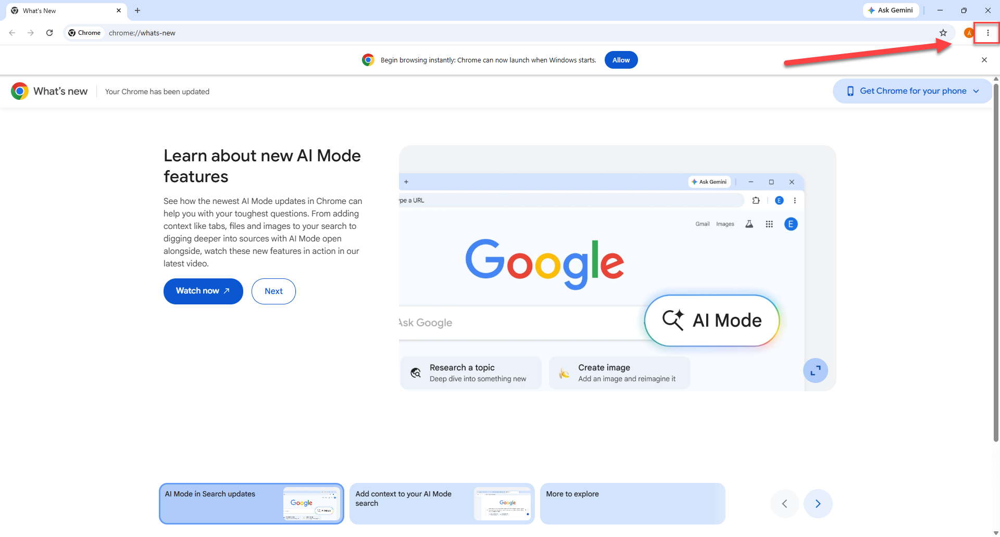 What's New
Ask Gemini
Chrome
chrome://whats-new
Á
Begin browsing instantly: Chrome can now launch when Windows starts.
Allow
What's new
Your Chrome has been updated
Get Chrome for your phone
Learn about new AI Mode
features
See how the newest AI Mode updates in Chrome can
help you with your toughest questions. From adding
context like tabs, files and images to your search to
digging deeper into sources with AI Mode open
alongside, watch these new features in action in our
latest video.
Watch now
Next
Ask Gemini
ype a URL
E
Gmail
Images
E
Google
Ask Google
AI Mode
Research a topic
Deep dive into something new
Create image
Add an image and reimagine it
AI Mode in Search updates
Google
AI Mode
Add context to your AI Mode
search
Google
More to explore